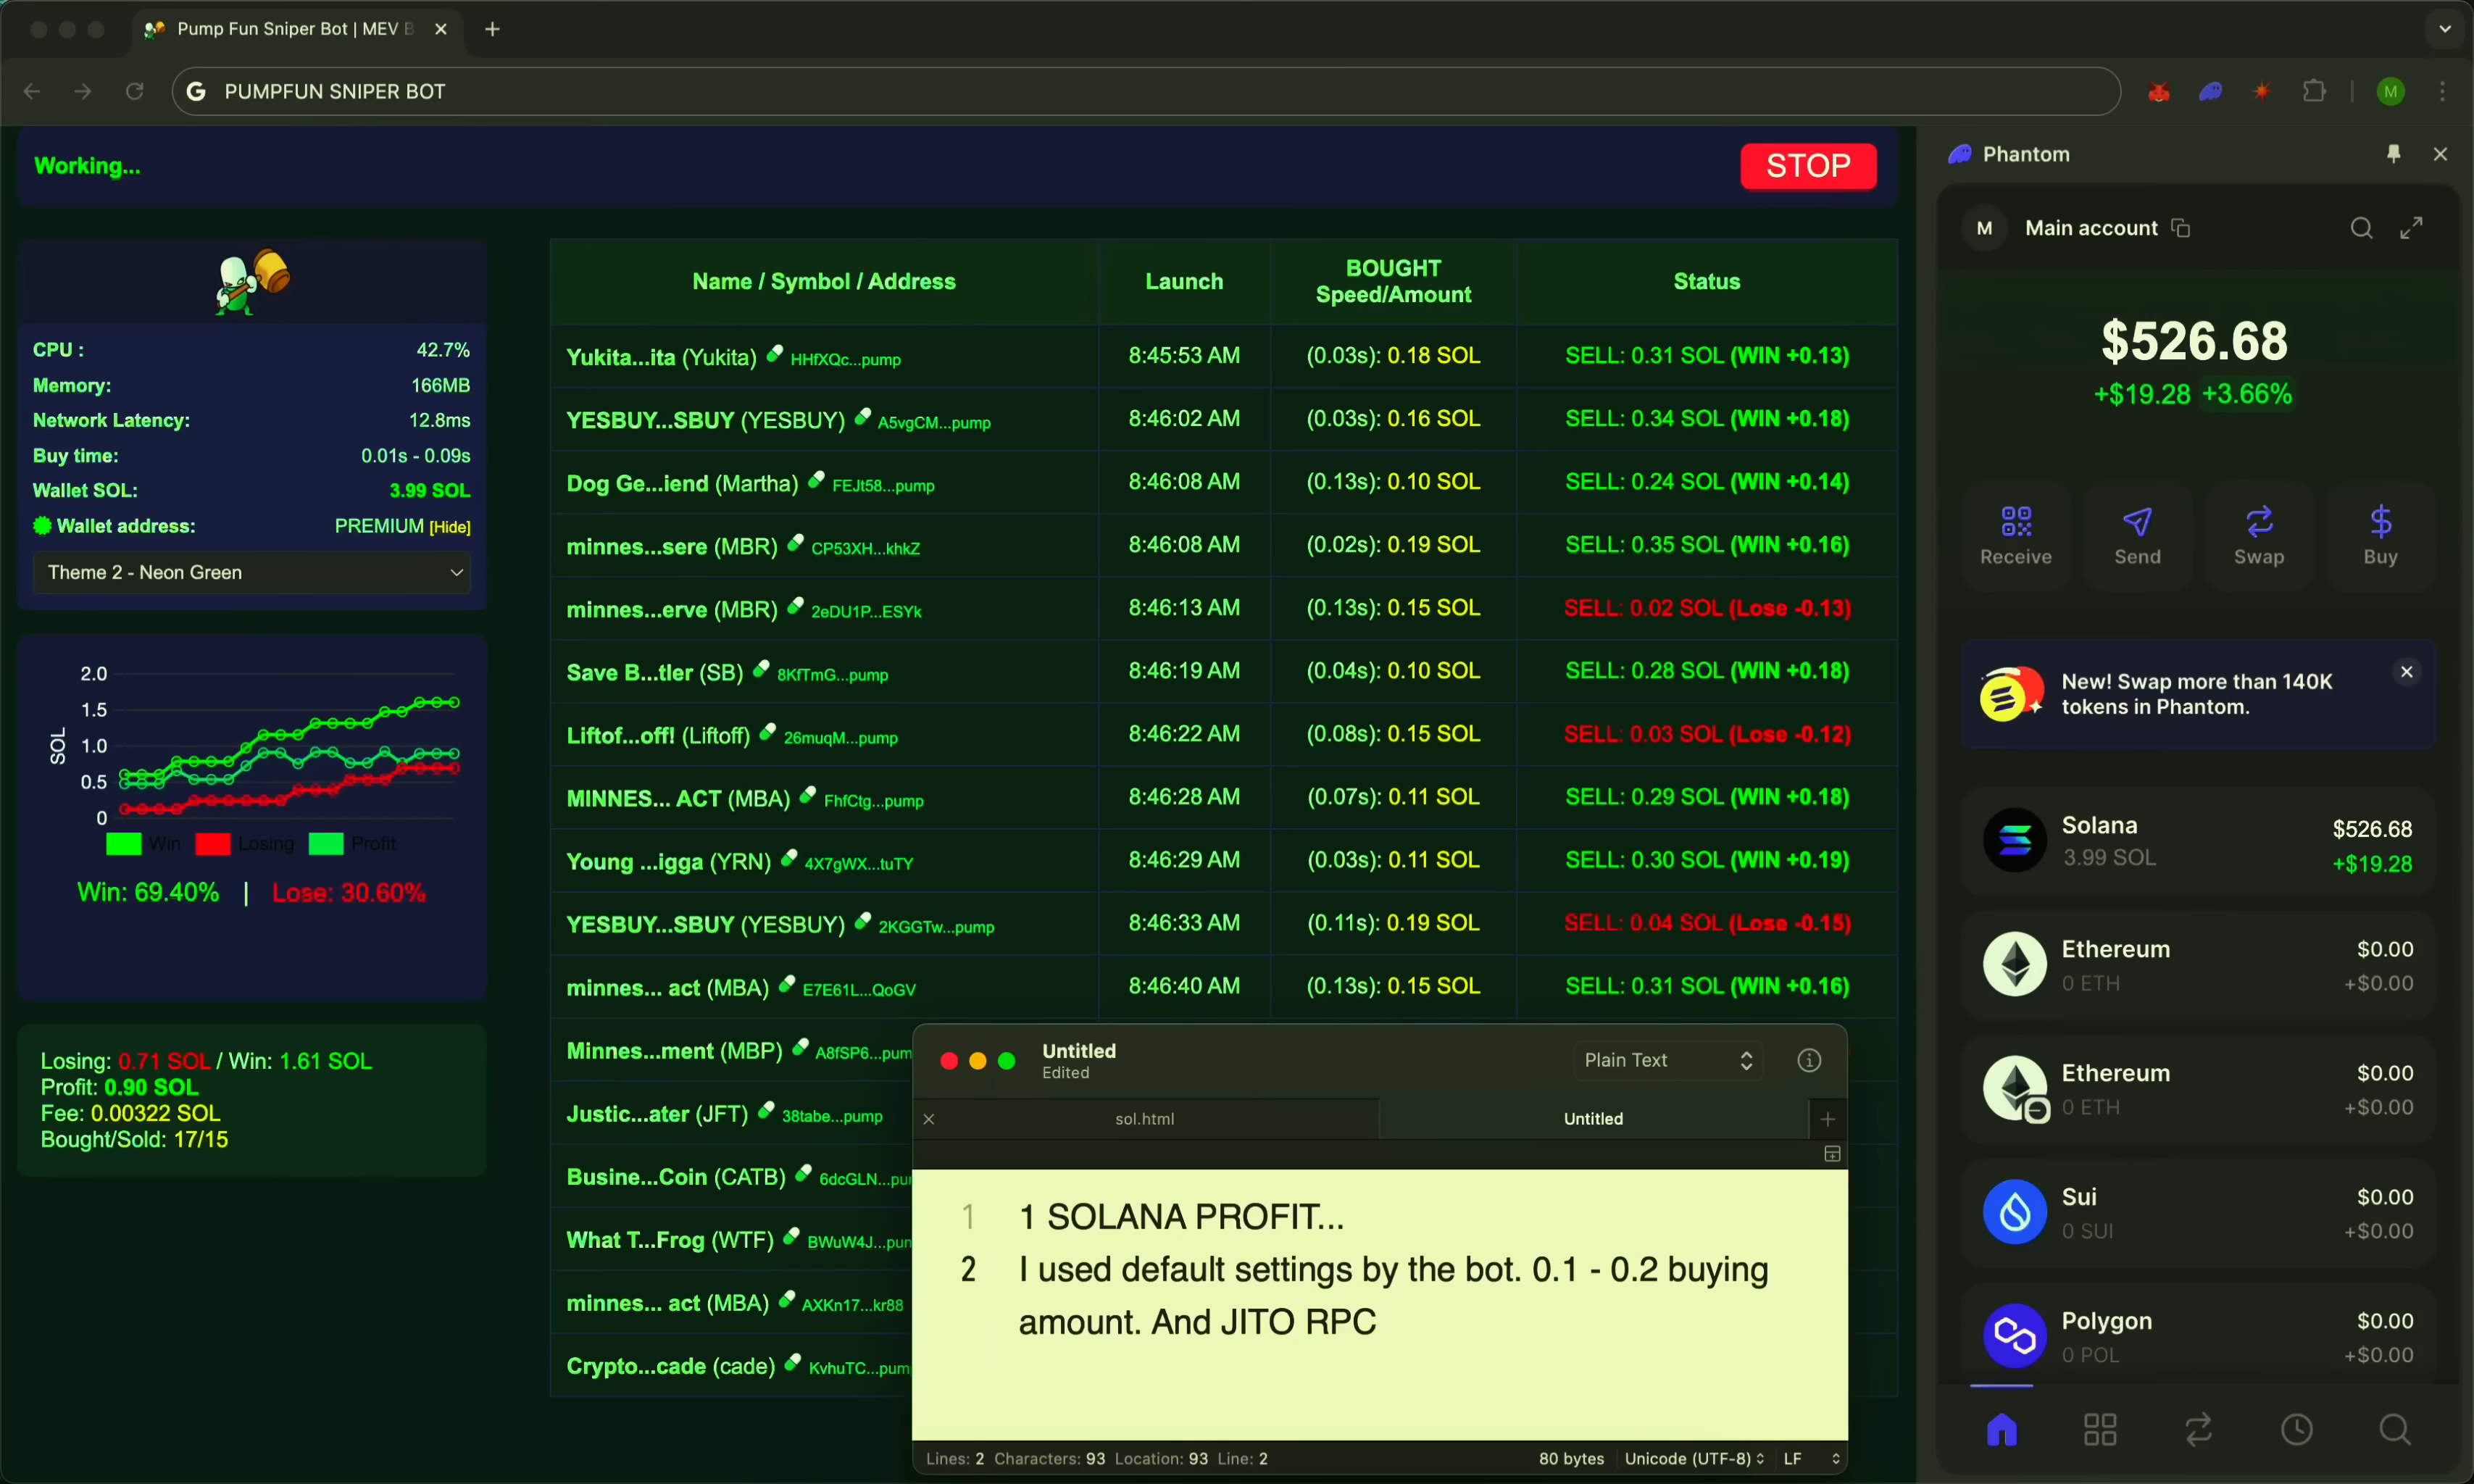 Pump Fun Sniper Bot | MEV B
G PUMPFUN SNIPER BOT
M
Working...
STOP
CPU : 42.7%
Memory: 166MB
Network Latency: 12.8ms
Buy time: 0.01s - 0.09s
Wallet SOL: 3.99 SOL
Wallet address: PREMIUM [Hide]
Theme 2 - Neon Green
2.0
1.5
1.0
0.5
0
SOL
Win Losing Profit
Win: 69.40% | Lose: 30.60%
Losing: 0.71 SOL / Win: 1.61 SOL
Profit: 0.90 SOL
Fee: 0.00322 SOL
Bought/Sold: 17/15
Name / Symbol / Address Launch BOUGHT Speed/Amount Status
Yukita...ita (Yukita) HHfXQc...pump 8:45:53 AM (0.03s): 0.18 SOL SELL: 0.31 SOL (WIN +0.13)
YESBUY...SBUY (YESBUY) A5vgCM...pump 8:46:02 AM (0.03s): 0.16 SOL SELL: 0.34 SOL (WIN +0.18)
Dog Ge...iend (Martha) FEJt58...pump 8:46:08 AM (0.13s): 0.10 SOL SELL: 0.24 SOL (WIN +0.14)
minnes...sere (MBR) CP53XH...khkZ 8:46:08 AM (0.02s): 0.19 SOL SELL: 0.35 SOL (WIN +0.16)
minnes...erve (MBR) 2eDU1P...ESYk 8:46:13 AM (0.13s): 0.15 SOL SELL: 0.02 SOL (Lose -0.13)
Save B...tler (SB) 8KfTmG...pump 8:46:19 AM (0.04s): 0.10 SOL SELL: 0.28 SOL (WIN +0.18)
Liftof...off! (Liftoff) 26muqM...pump 8:46:22 AM (0.08s): 0.15 SOL SELL: 0.03 SOL (Lose -0.12)
MINNES... ACT (MBA) FhfCtg...pump 8:46:28 AM (0.07s): 0.11 SOL SELL: 0.29 SOL (WIN +0.18)
Young ...igga (YRN) 4X7gWX...tuTY 8:46:29 AM (0.03s): 0.11 SOL SELL: 0.30 SOL (WIN +0.19)
YESBUY...SBUY (YESBUY) 2KGGTw...pump 8:46:33 AM (0.11s): 0.19 SOL SELL: 0.04 SOL (Lose -0.15)
minnes... act (MBA) E7E61L...QoGV 8:46:40 AM (0.13s): 0.15 SOL SELL: 0.31 SOL (WIN +0.16)
Minnes...ment (MBP) A8fSP6...pum
Justic...ater (JFT) 38tabe...pump
Busine...Coin (CATB) 6dcGLN...pu
What T...Frog (WTF) BWuW4J...pun
minnes... act (MBA) AXKn17...kr88
Crypto...cade (cade) KvhuTC...pum
Untitled
Edited
Plain Text
sol.html
Untitled
1 1 SOLANA PROFIT...
2 I used default settings by the bot. 0.1 - 0.2 buying
amount. And JITO RPC
Lines: 2 Characters: 93 Location: 93 Line: 2 80 bytes Unicode (UTF-8) LF
Phantom
M Main account
$526.68
+$19.28 +3.66%
Receive Send Swap Buy
New! Swap more than 140K
tokens in Phantom.
Solana $526.68
3.99 SOL +$19.28
Ethereum $0.00
0 ETH +$0.00
Ethereum $0.00
0 ETH +$0.00
Sui $0.00
0 SUI +$0.00
Polygon $0.00
0 POL +$0.00